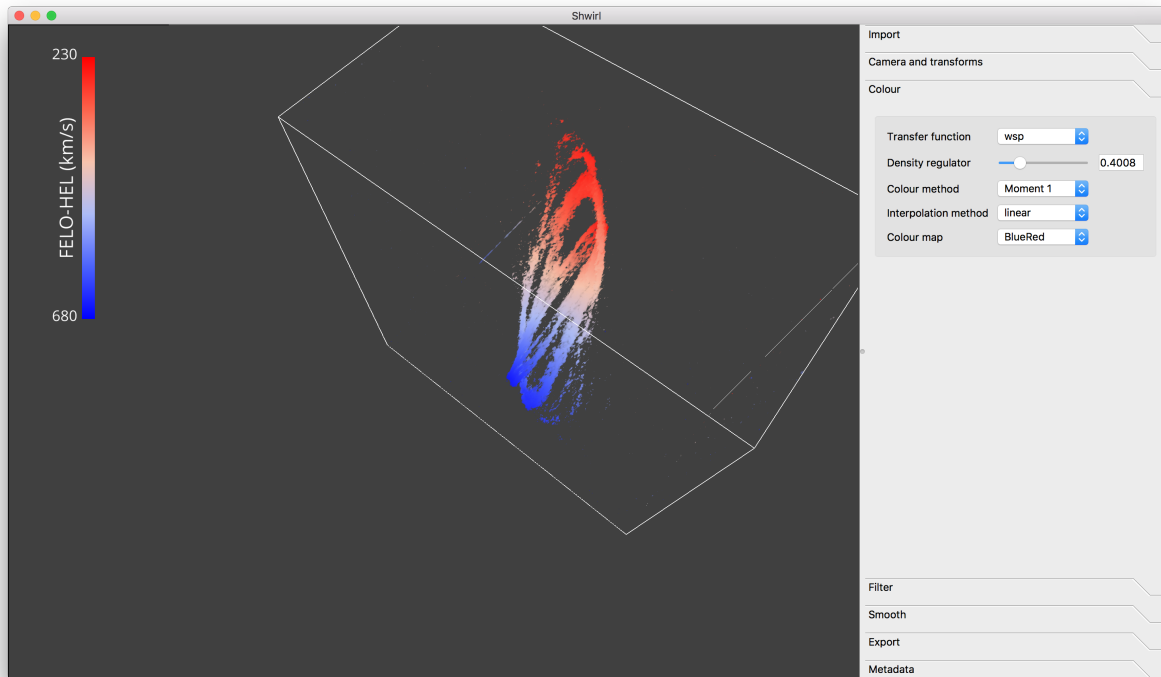 Shwirl
230
FELO-HEL (km/s)
680
Import
Camera and transforms
Colour
Transfer function wsp
Density regulator 0.4008
Colour method Moment 1
Interpolation method linear
Colour map BlueRed
Filter
Smooth
Export
Metadata